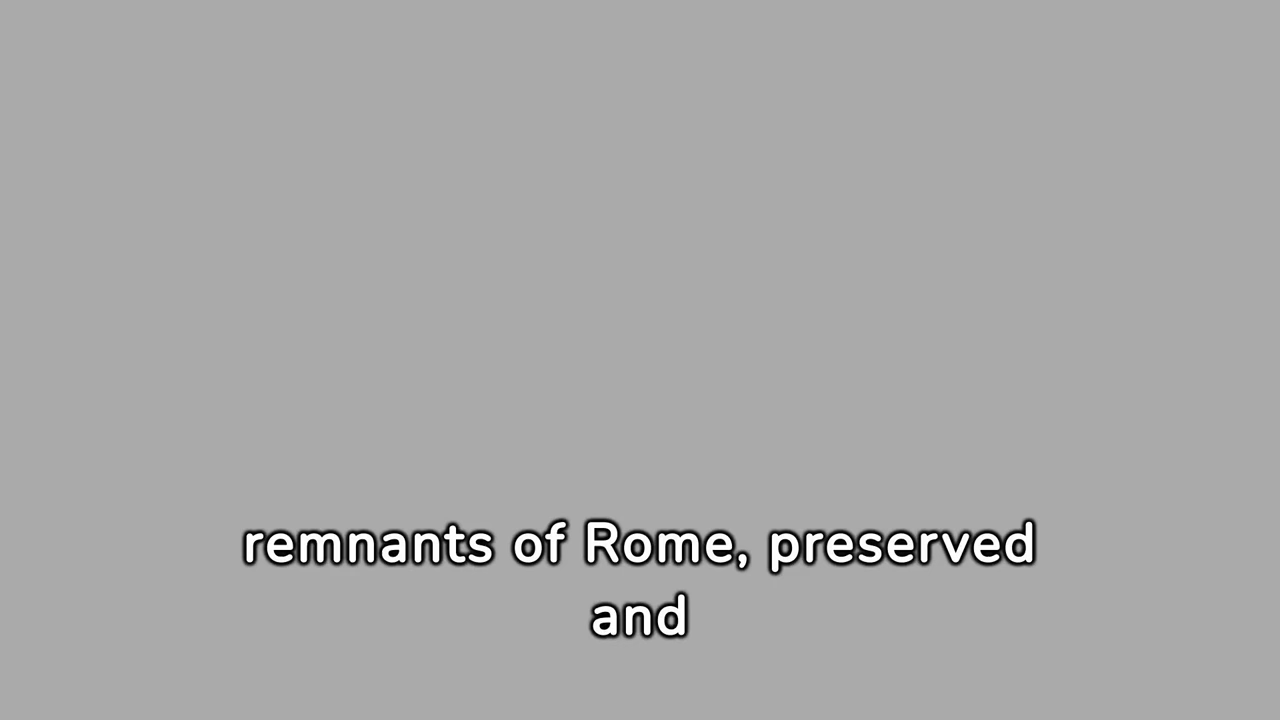 remnants of Rome, preserved
and